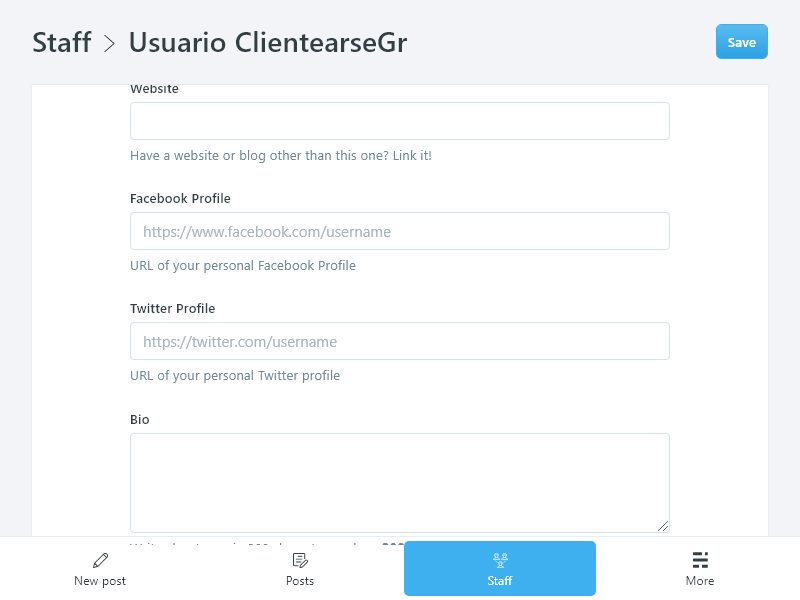 Staff > Usuario ClientearseGr
Save
Website
Have a website or blog other than this one? Link it!
Facebook Profile
https://www.facebook.com/username
URL of your personal Facebook Profile
Twitter Profile
https://twitter.com/username
URL of your personal Twitter profile
Bio
New post
Posts
Staff
More